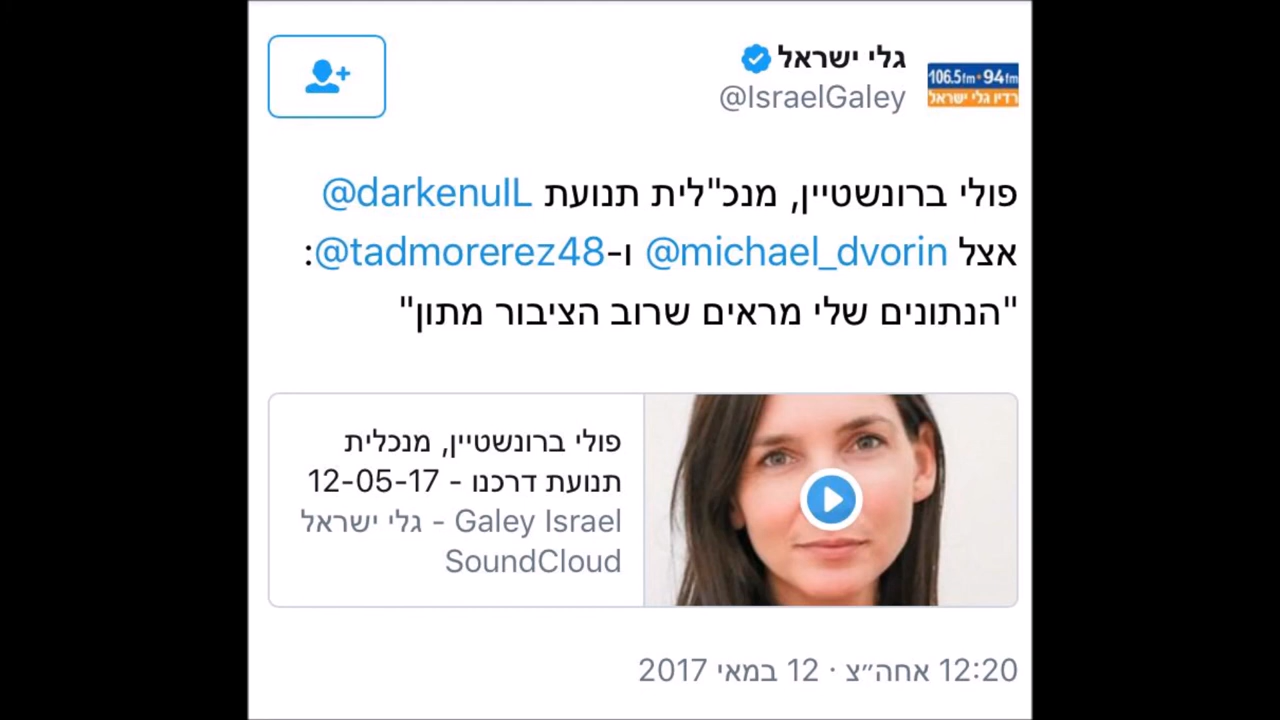 גלי ישראל
@IsraelGaley
106.5fm•94fm
רדיו גלי ישראל
פולי ברונשטיין, מנכ"לית תנועת @darkenuIL
אצל @michael_dvorin ו-@tadmorerez48:
"הנתונים שלי מראים שרוב הציבור מתון"
פולי ברונשטיין, מנכלית
תנועת דרכנו - 12-05-17
גלי ישראל - Galey Israel
SoundCloud
12:20 אחה״צ · 12 במאי 2017